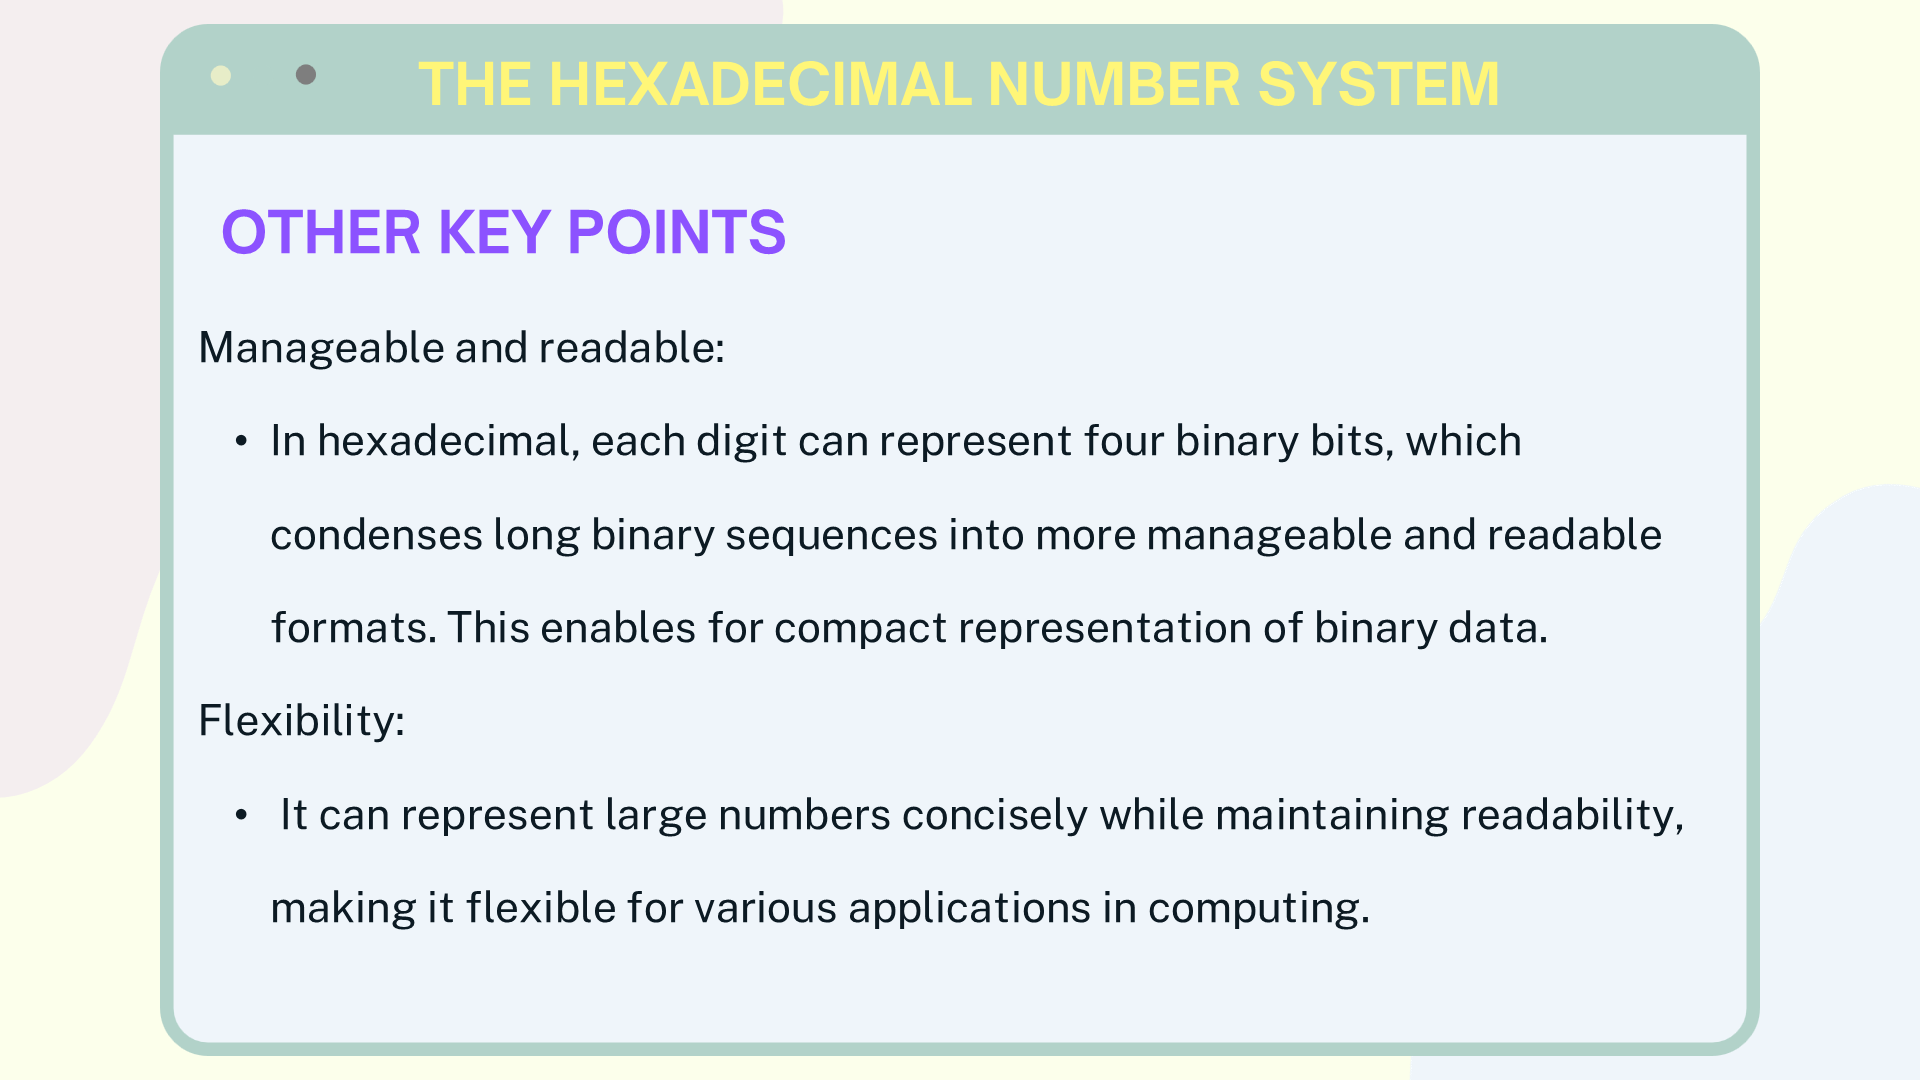 THE HEXADECIMAL NUMBER SYSTEM
OTHER KEY POINTS
Manageable and readable:
• In hexadecimal, each digit can represent four binary bits, which
condenses long binary sequences into more manageable and readable
formats. This enables for compact representation of binary data.
Flexibility:
• It can represent large numbers concisely while maintaining readability,
making it flexible for various applications in computing.